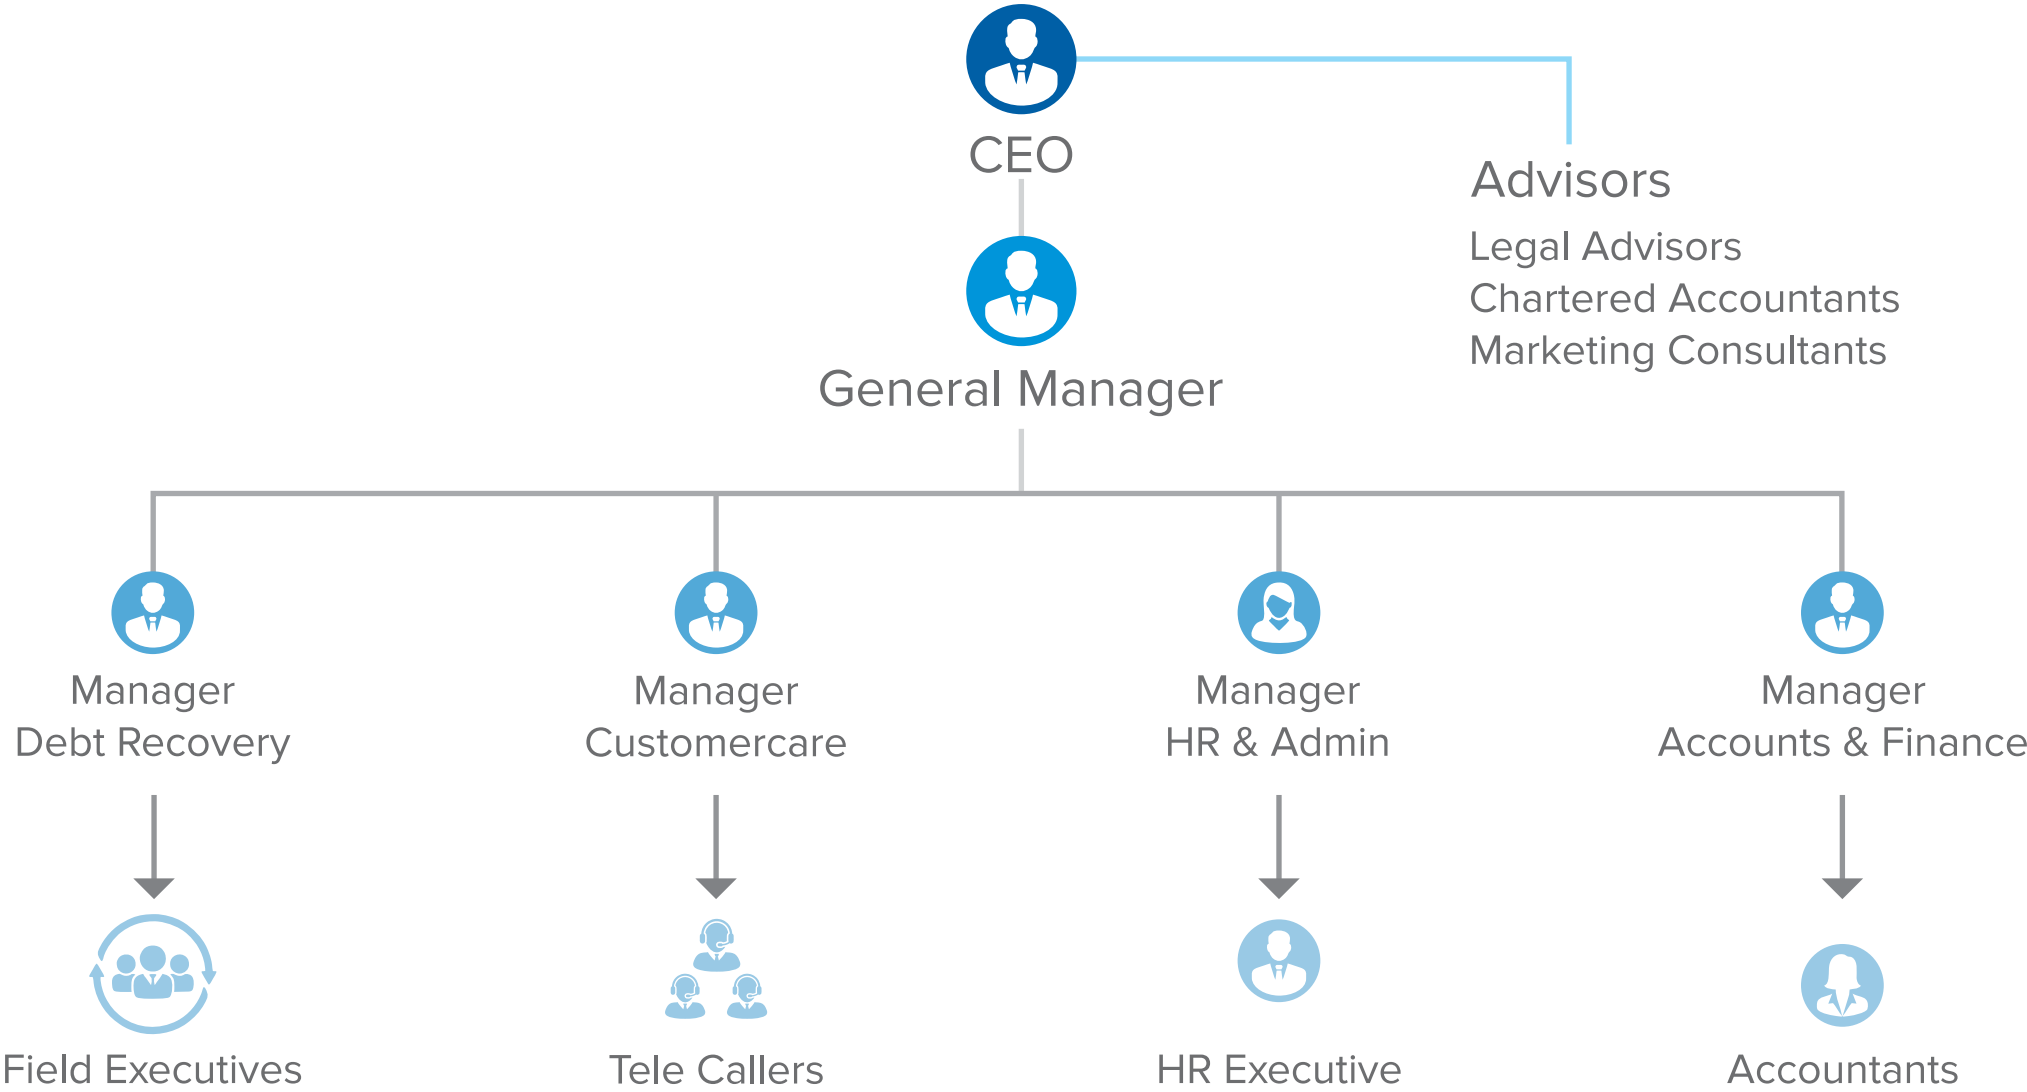 CEO
Advisors
Legal Advisors
Chartered Accountants
Marketing Consultants
General Manager
Manager
Debt Recovery
Manager
Customercare
Manager
HR & Admin
Manager
Accounts & Finance
Field Executives
Tele Callers
HR Executive
Accountants